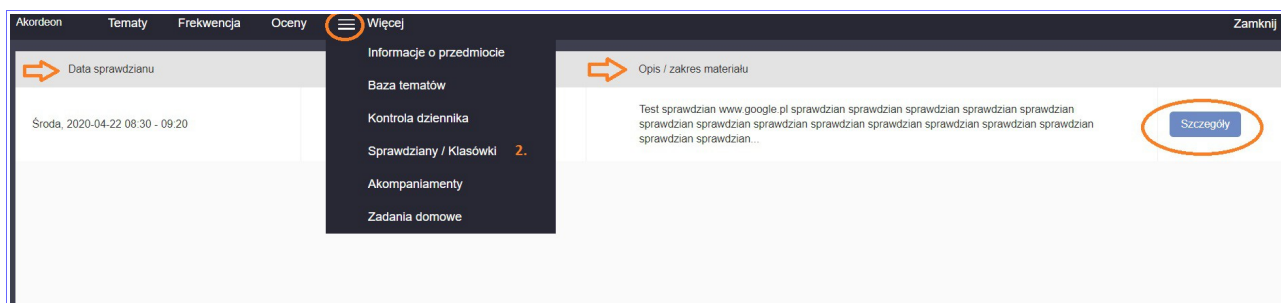 Akordeon Tematy Frekwencja Oceny Więcej Zamknij
Informacje o przedmiocie
Baza tematów
Kontrola dziennika
Sprawdziany / Klasówki 2.
Akompaniamenty
Zadania domowe
Data sprawdzianu Opis / zakres materiału
Środa, 2020-04-22 08:30 - 09:20
Test sprawdzian www.google.pl sprawdzian sprawdzian sprawdzian sprawdzian sprawdzian
sprawdzian sprawdzian sprawdzian sprawdzian sprawdzian sprawdzian sprawdzian sprawdzian
sprawdzian sprawdzian...
Szczegóły